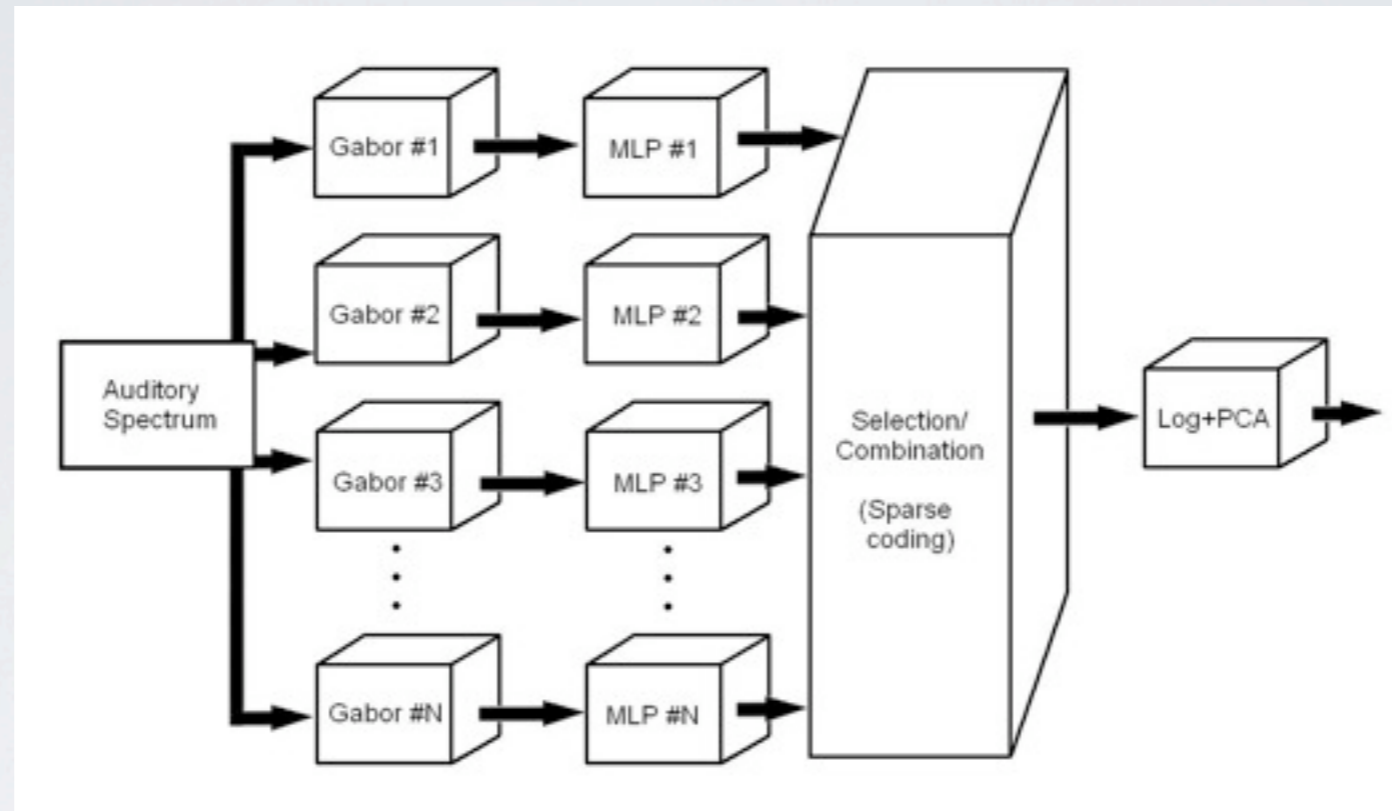 Auditory
Spectrum
Gabor #1
MLP #1
Gabor #2
MLP #2
Gabor #3
MLP #3
Gabor #N
MLP #N
Selection/
Combination
(Sparse
coding)
Log+PCA